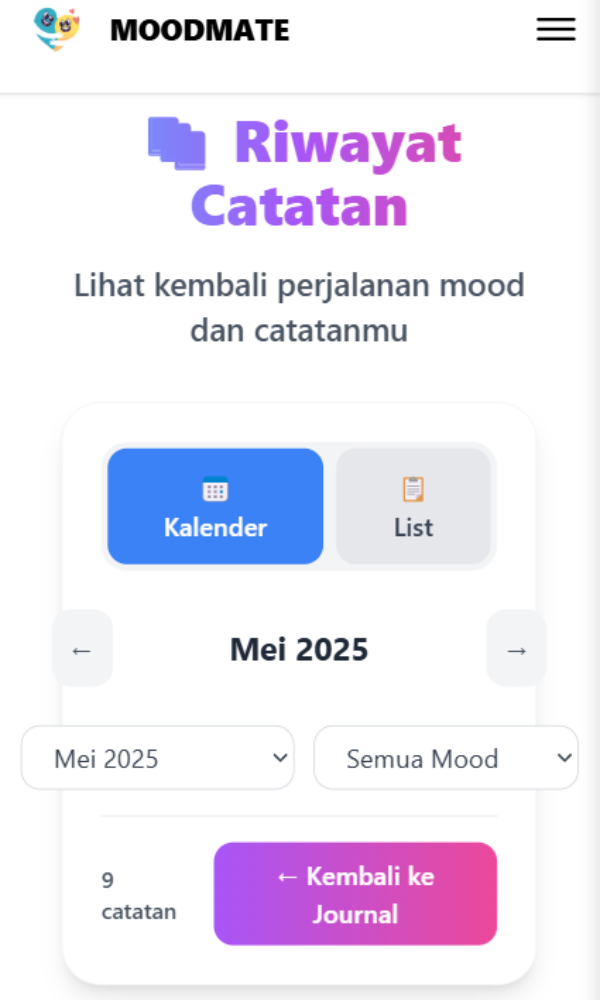 MOODMATE
Riwayat
Catatan
Lihat kembali perjalanan mood
dan catatanmu
Kalender
List
←
Mei 2025
→
Mei 2025
Semua Mood
9
catatan
← Kembali ke
Journal